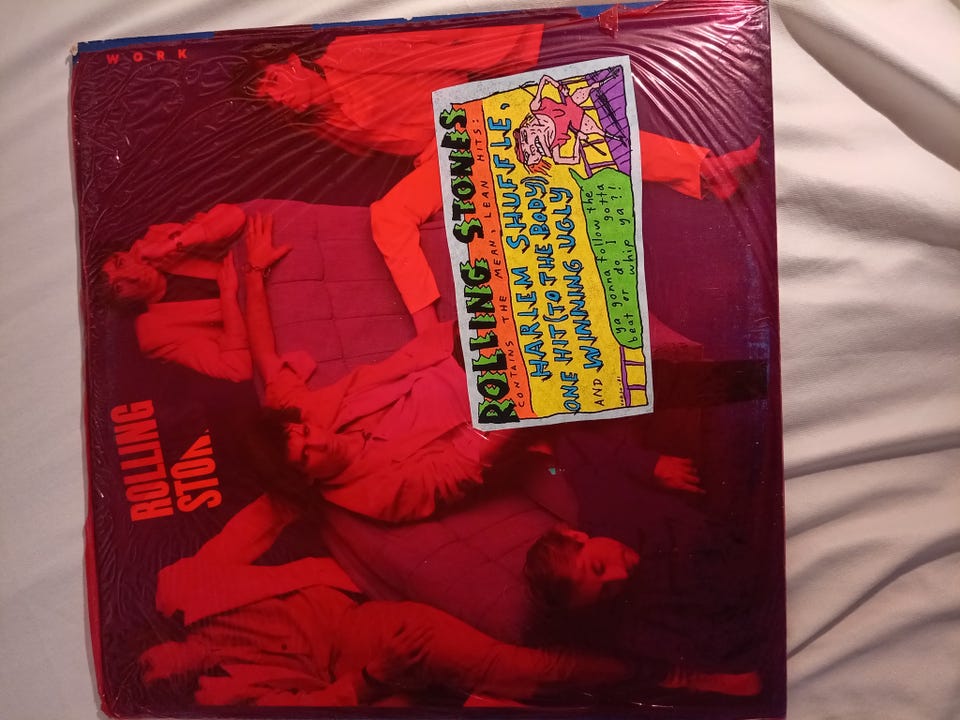 WORK
ROLLING
STON
ROLLING STONES
CONTAINS THE MEAN, LEAN HITS:
HARLEM SHUFFLE,
ONE HIT (TO THE BODY)
AND WINNING UGLY
ya gonna follow the
beat or do I gotta
whip ya?!